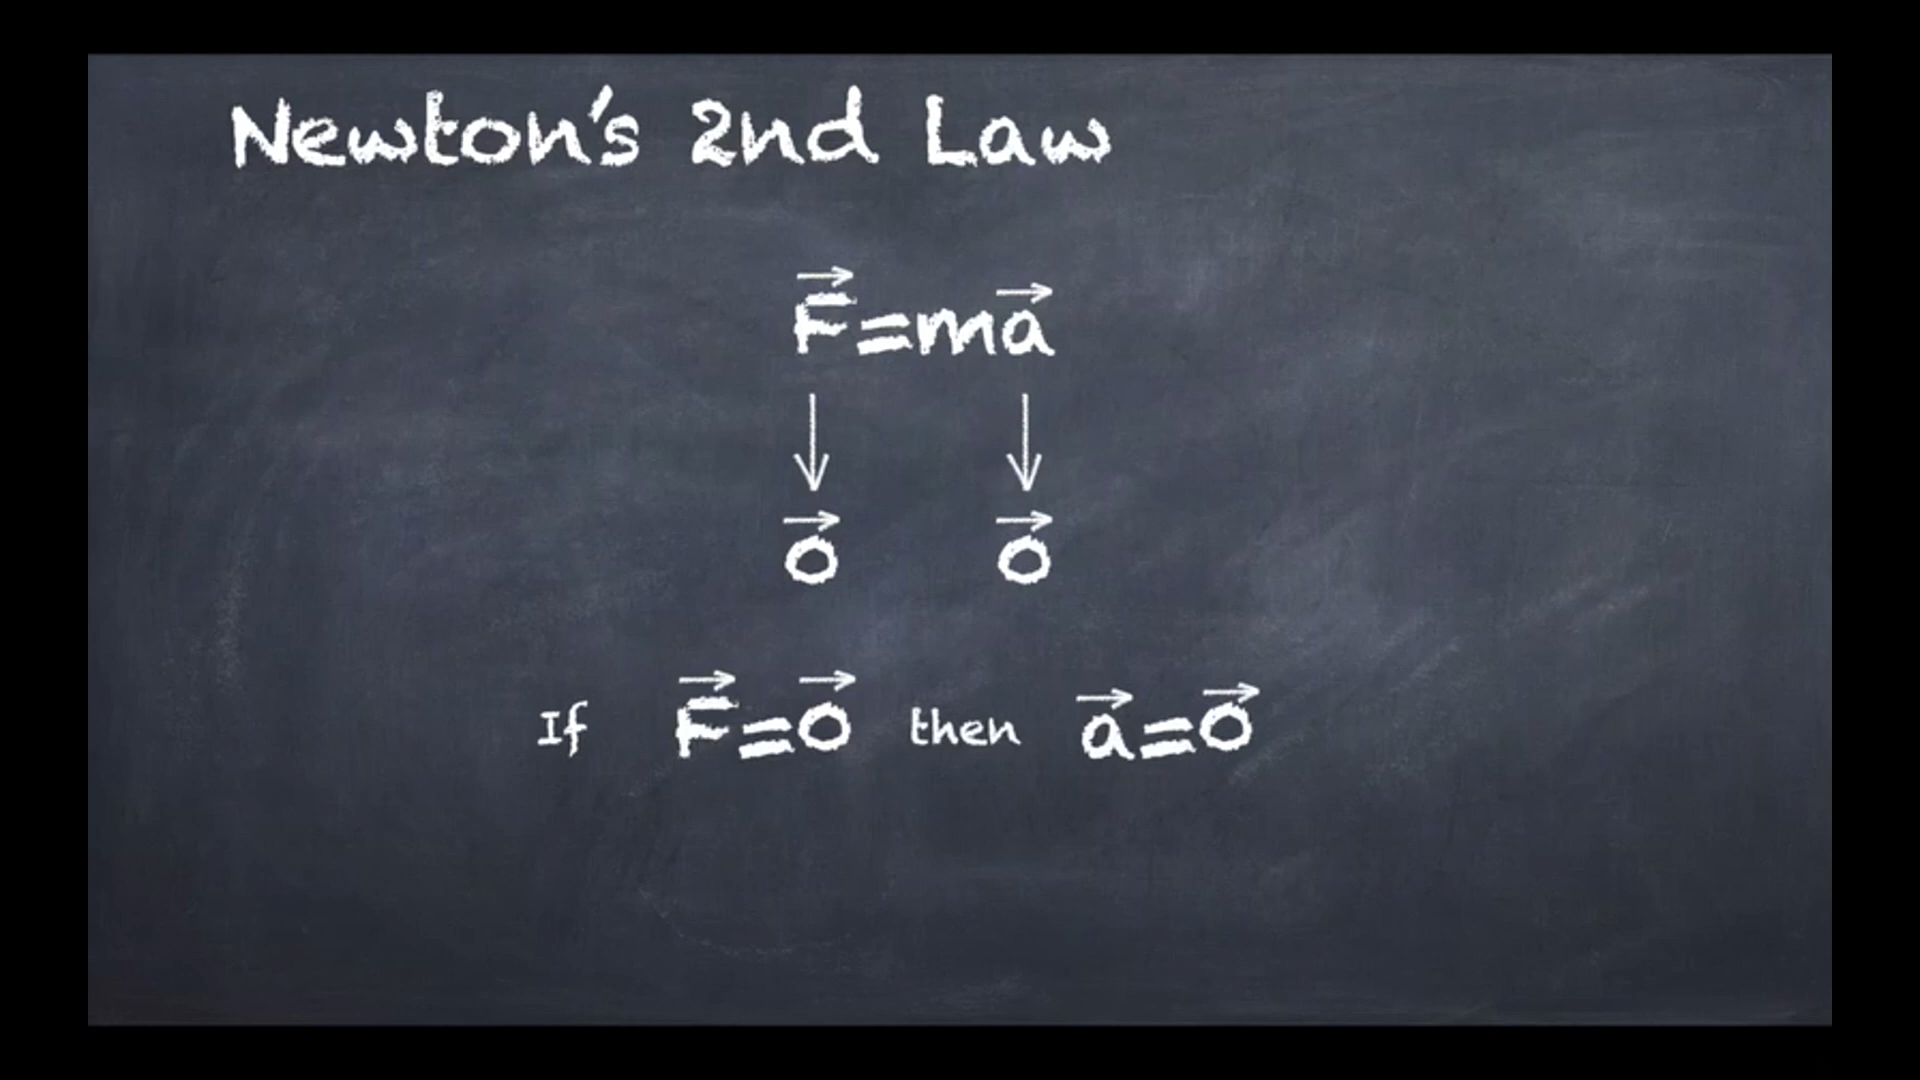 Newton's 2nd Law
F⃗=ma⃗
↓ ↓
0⃗ 0⃗
If F⃗=0⃗ then a⃗=0⃗